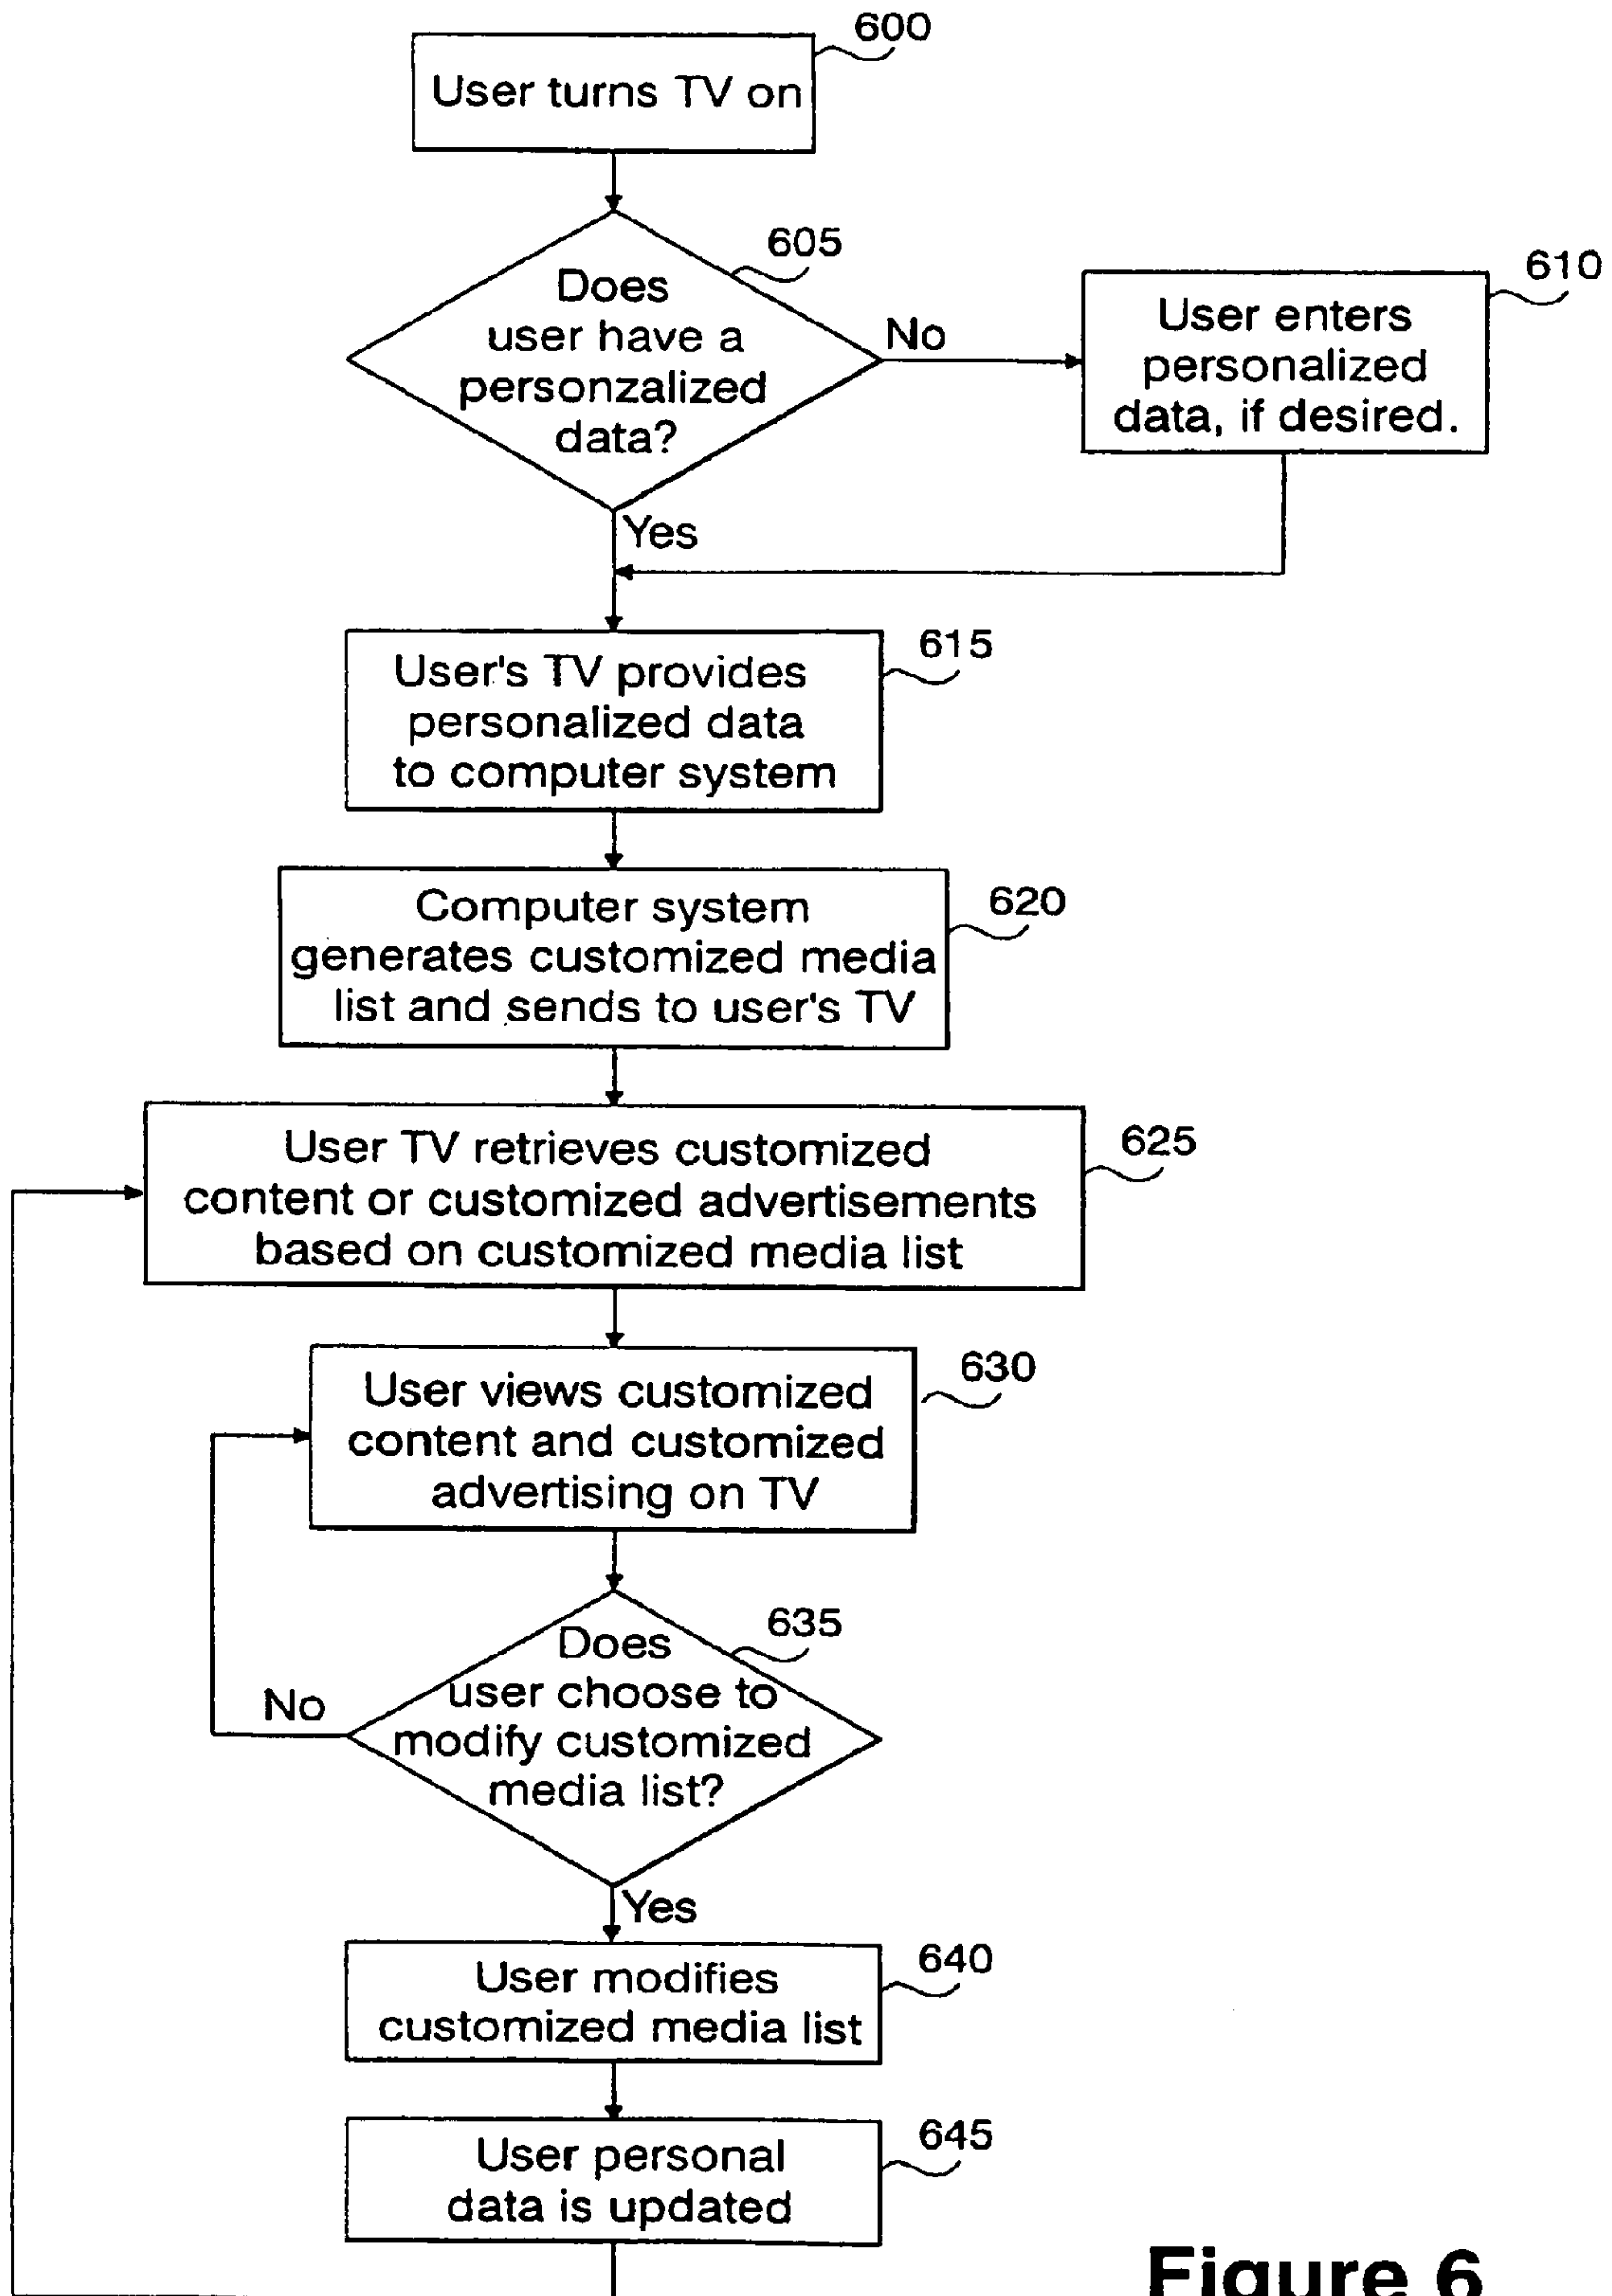 600
User turns TV on
605
Does
user have a
personzalized
data?
No
610
User enters
personalized
data, if desired.
Yes
615
User's TV provides
personalized data
to computer system
620
Computer system
generates customized media
list and sends to user's TV
625
User TV retrieves customized
content or customized advertisements
based on customized media list
630
User views customized
content and customized
advertising on TV
635
Does
user choose to
modify customized
media list?
No
Yes
640
User modifies
customized media list
645
User personal
data is updated
Figure 6